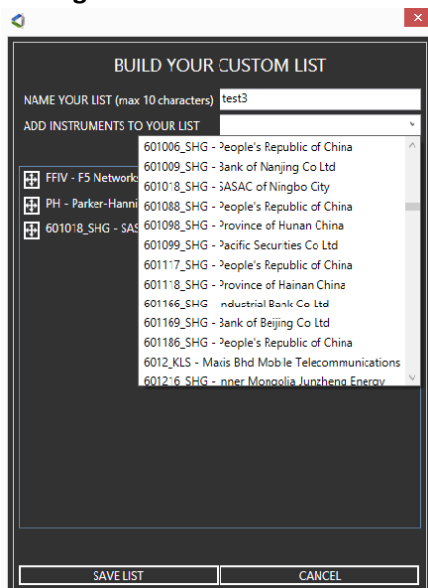 BUILD YOUR CUSTOM LIST
NAME YOUR LIST (max 10 characters) test3
ADD INSTRUMENTS TO YOUR LIST
601006_SHG - People's Republic of China
601009_SHG - Bank of Nanjing Co Ltd
FFIV - F5 Network
601018_SHG - SASAC of Ningbo City
601088_SHG - People's Republic of China
PH - Parker-Hanni
601098_SHG - Province of Hunan China
601018_SHG - SAS
601099_SHG - Pacific Securities Co Ltd
601117_SHG - People's Republic of China
601118_SHG - Province of Hainan China
601166_SHG - Industrial Bank Co Ltd
601169_SHG - Bank of Beijing Co Ltd
601186_SHG - People's Republic of China
6012_KLS - Maxis Bhd Mobile Telecommunications
601216_SHG - Inner Mongolia Junzheng Energy
SAVE LIST
CANCEL